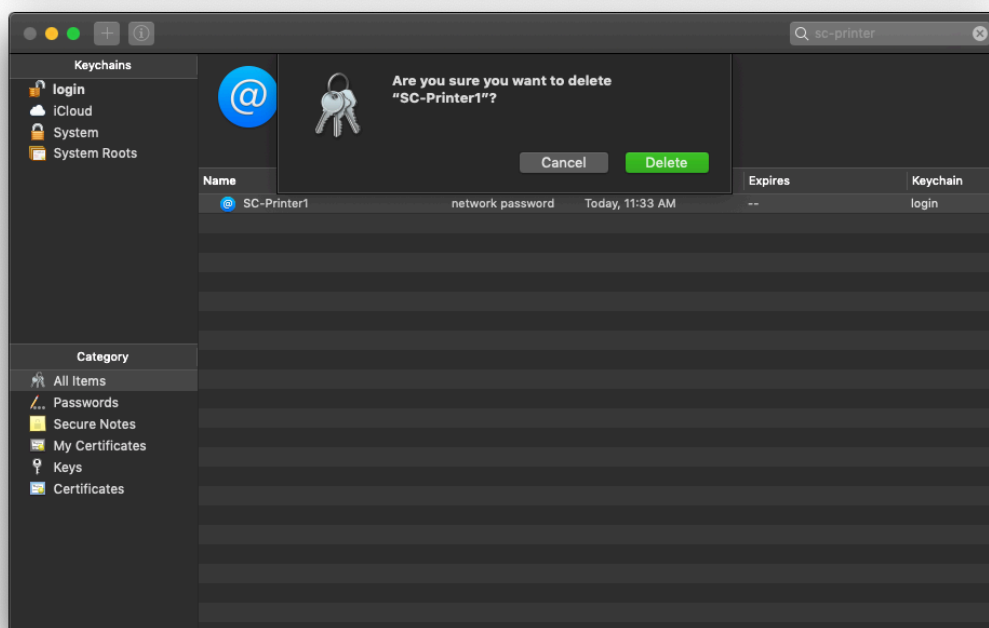 sc-printer
Keychains
login
iCloud
System
System Roots
Are you sure you want to delete
“SC-Printer1”?
Cancel
Delete
Name
Expires
Keychain
SC-Printer1
network password
Today, 11:33 AM
--
login
Category
All Items
Passwords
Secure Notes
My Certificates
Keys
Certificates